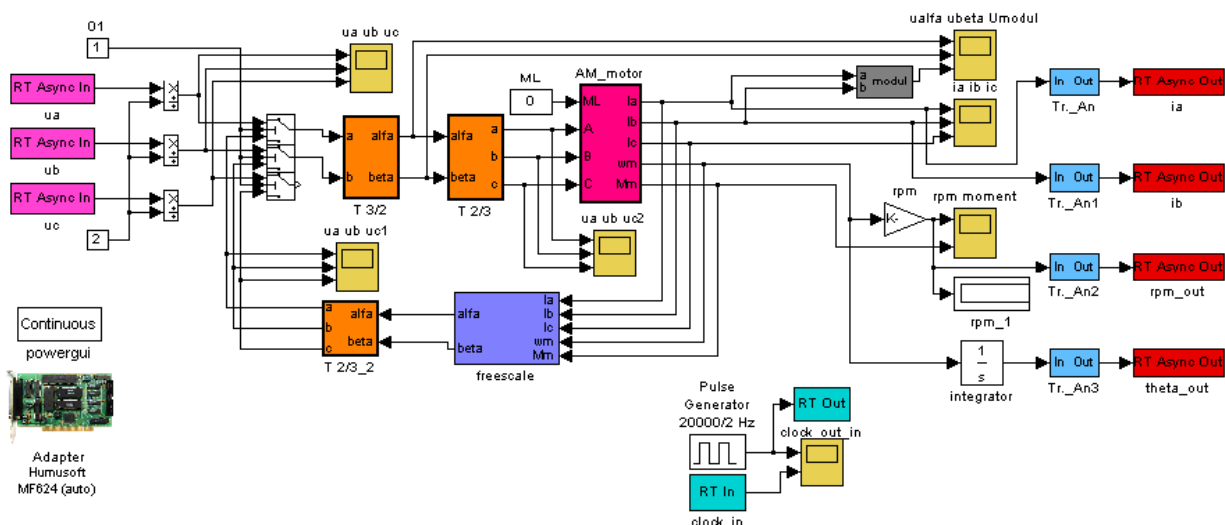 01
1
RT Async In
ua
RT Async In
ub
RT Async In
uc
2
×
÷
×
÷
×
÷
ua ub uc
a
b
alfa
beta
T 3/2
alfa
beta
a
b
c
T 2/3
ML
0
AM_motor
ML
A
B
C
Ia
Ib
Ic
wm
Mm
ua ub uc2
ualfa ubeta Umodul
a
b
modul
ia ib ic
rpm
K-
rpm moment
rpm_1
1
s
integrator
In Out
Tr._An
RT Async Out
ia
In Out
Tr._An1
RT Async Out
ib
In Out
Tr._An2
RT Async Out
rpm_out
In Out
Tr._An3
RT Async Out
theta_out
ua ub uc1
a
b
c
alfa
beta
T 2/3_2
alfa
beta
Ia
Ib
Ic
wm
Mm
freescale
Continuous
powergui
Adapter
Humusoft
MF624 (auto)
Pulse
Generator
20000/2 Hz
RT Out
clock_out_in
RT In
clock_in